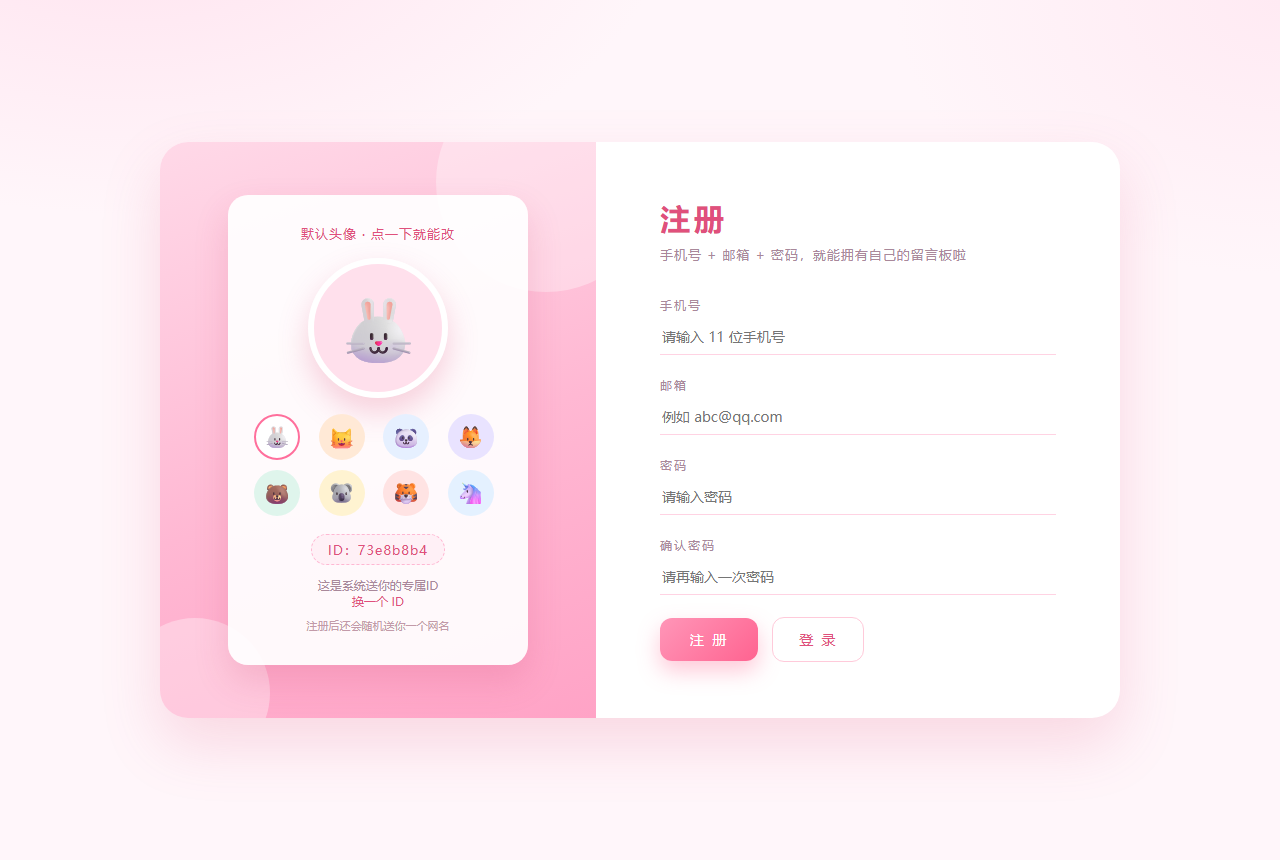 默认头像 · 点一下就能改
ID: 73e8b8b4
这是系统送你的专属ID
换一个 ID
注册后还会随机送你一个网名
注册
手机号 + 邮箱 + 密码，就能拥有自己的留言板啦
手机号
请输入 11 位手机号
邮箱
例如 abc@qq.com
密码
请输入密码
确认密码
请再输入一次密码
注 册
登 录